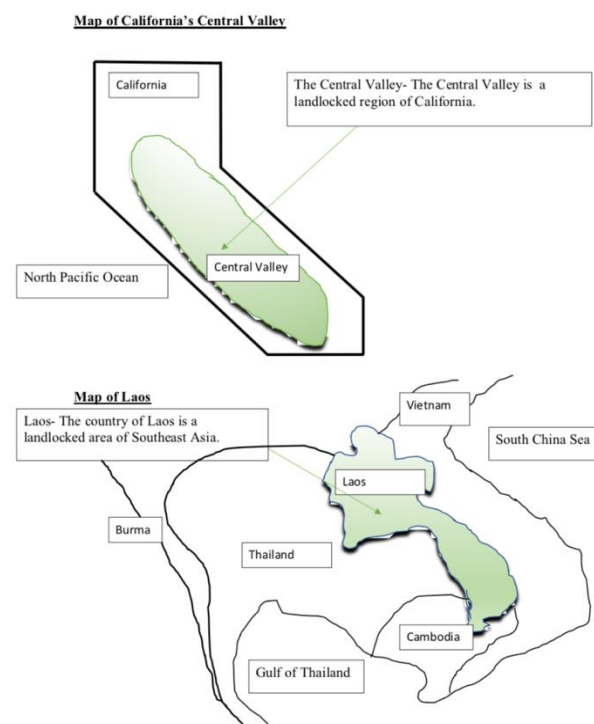 Map of California's Central Valley
California
The Central Valley- The Central Valley is a
landlocked region of California.
Central Valley
North Pacific Ocean
Map of Laos
Laos- The country of Laos is a
landlocked area of Southeast Asia.
Vietnam
South China Sea
Laos
Burma
Thailand
Cambodia
Gulf of Thailand